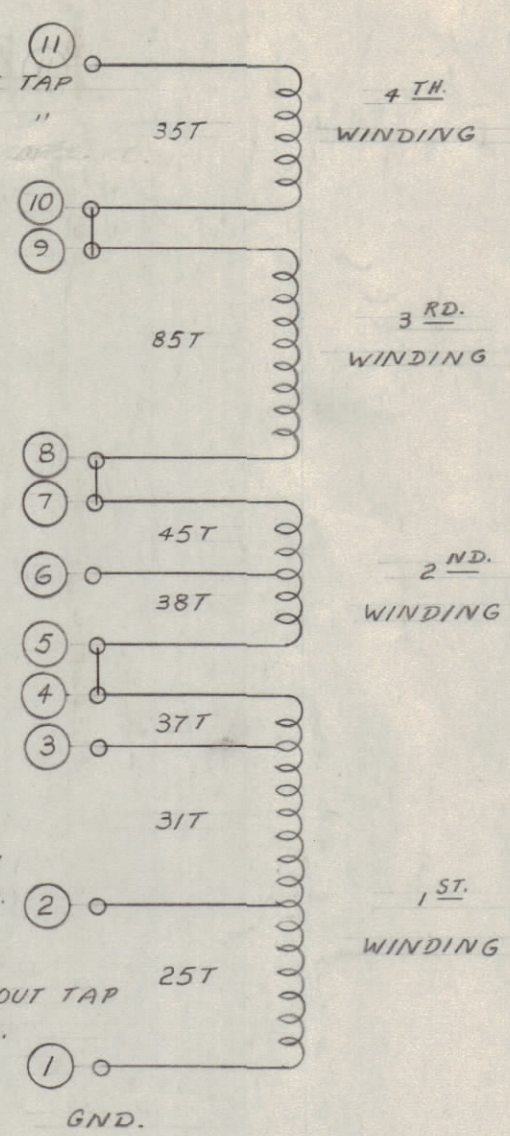 11
TAP
4 TH.
"
35T
WINDING
10
9
3 RD.
85T
WINDING
8
7
45T
6
2 ND.
38T
WINDING
5
4
37T
3
31T
1 ST.
2
WINDING
25T
OUT TAP
1
GND.